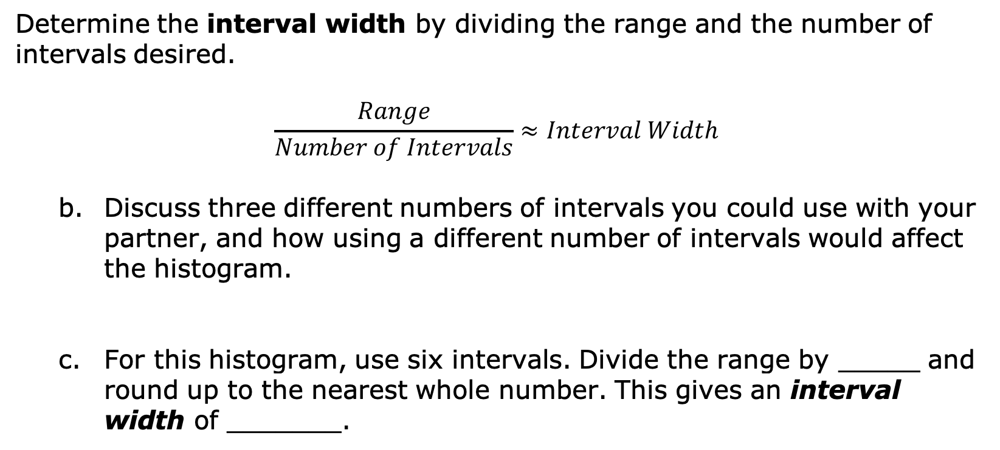 Determine the interval width by dividing the range and the number of
intervals desired.
Range
Number of Intervals ≈ Interval Width
b. Discuss three different numbers of intervals you could use with your
partner, and how using a different number of intervals would affect
the histogram.
c. For this histogram, use six intervals. Divide the range by ______ and
round up to the nearest whole number. This gives an interval
width of ________.